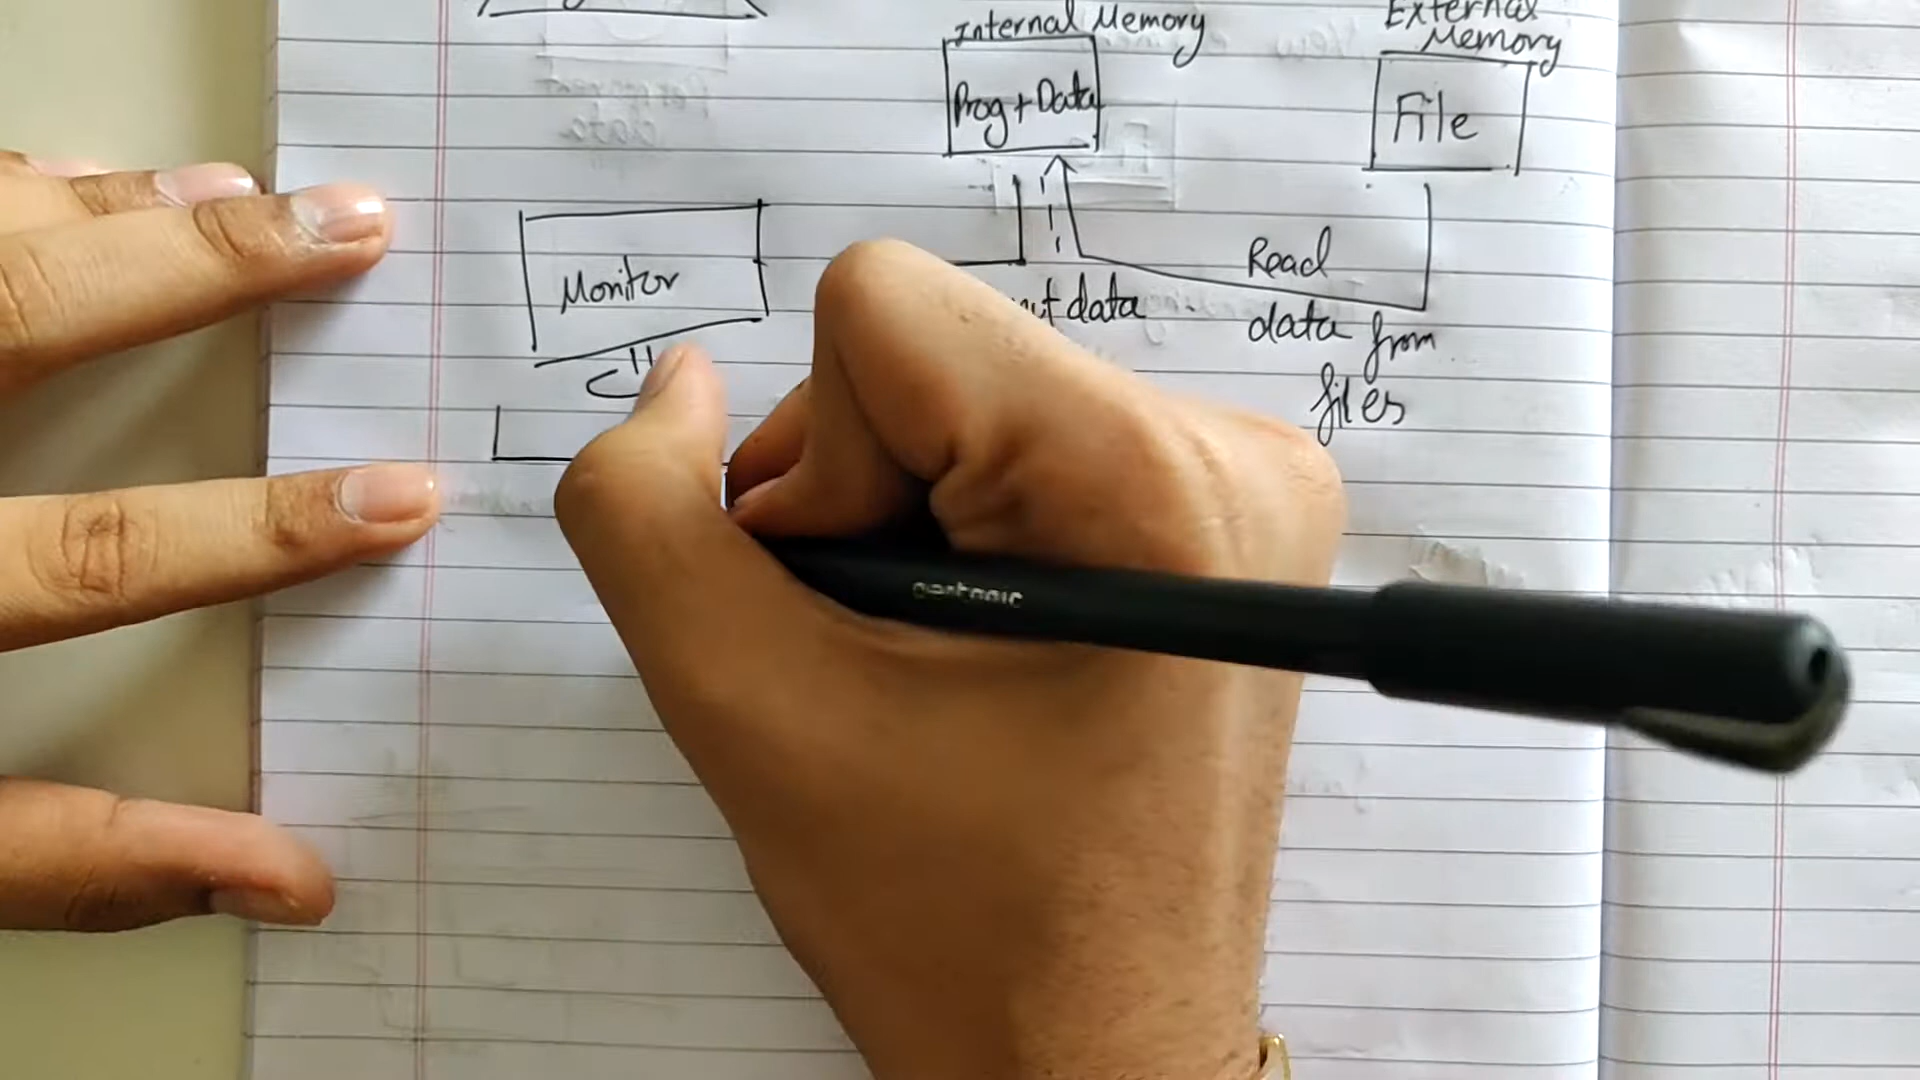 Internal Memory
External
Memory
Prog + Data
File
Monitor
data
Read
data from
files